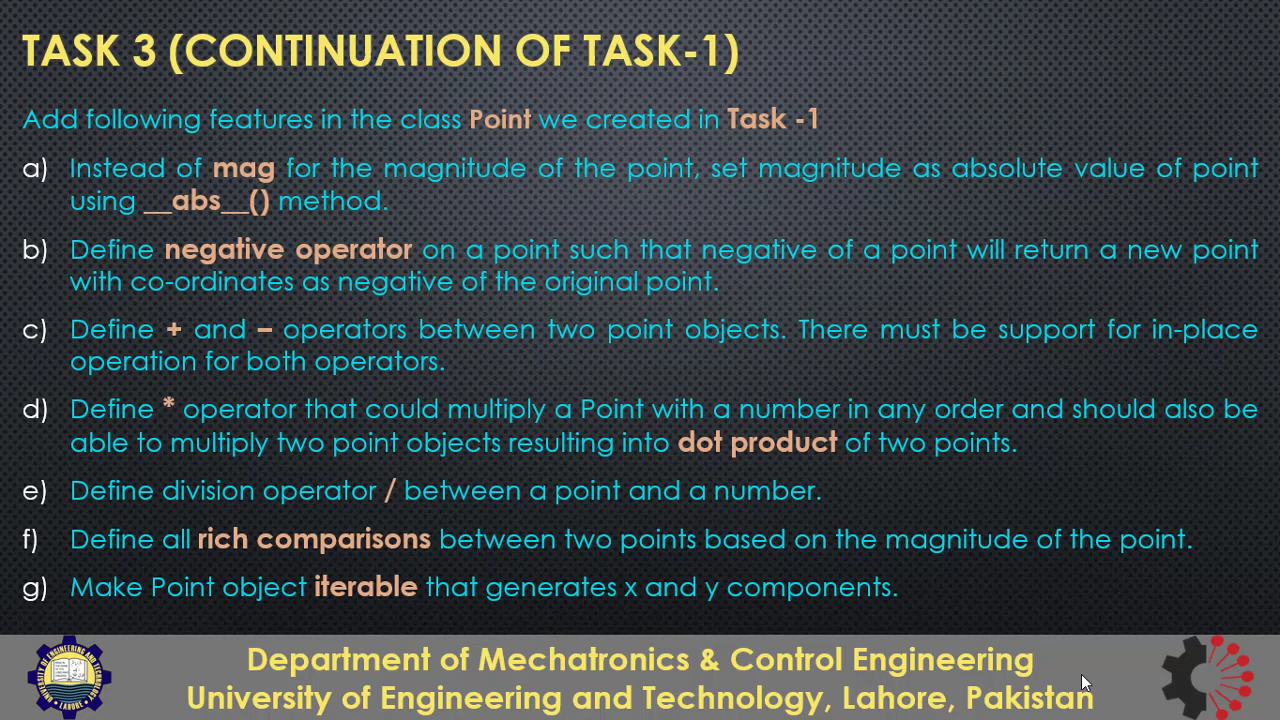 TASK 3 (CONTINUATION OF TASK-1)
Add following features in the class Point we created in Task -1
a) Instead of mag for the magnitude of the point, set magnitude as absolute value of point
using __abs__() method.
b) Define negative operator on a point such that negative of a point will return a new point
with co-ordinates as negative of the original point.
c) Define + and – operators between two point objects. There must be support for in-place
operation for both operators.
d) Define * operator that could multiply a Point with a number in any order and should also be
able to multiply two point objects resulting into dot product of two points.
e) Define division operator / between a point and a number.
f) Define all rich comparisons between two points based on the magnitude of the point.
g) Make Point object iterable that generates x and y components.
Department of Mechatronics & Control Engineering
University of Engineering and Technology, Lahore, Pakistan